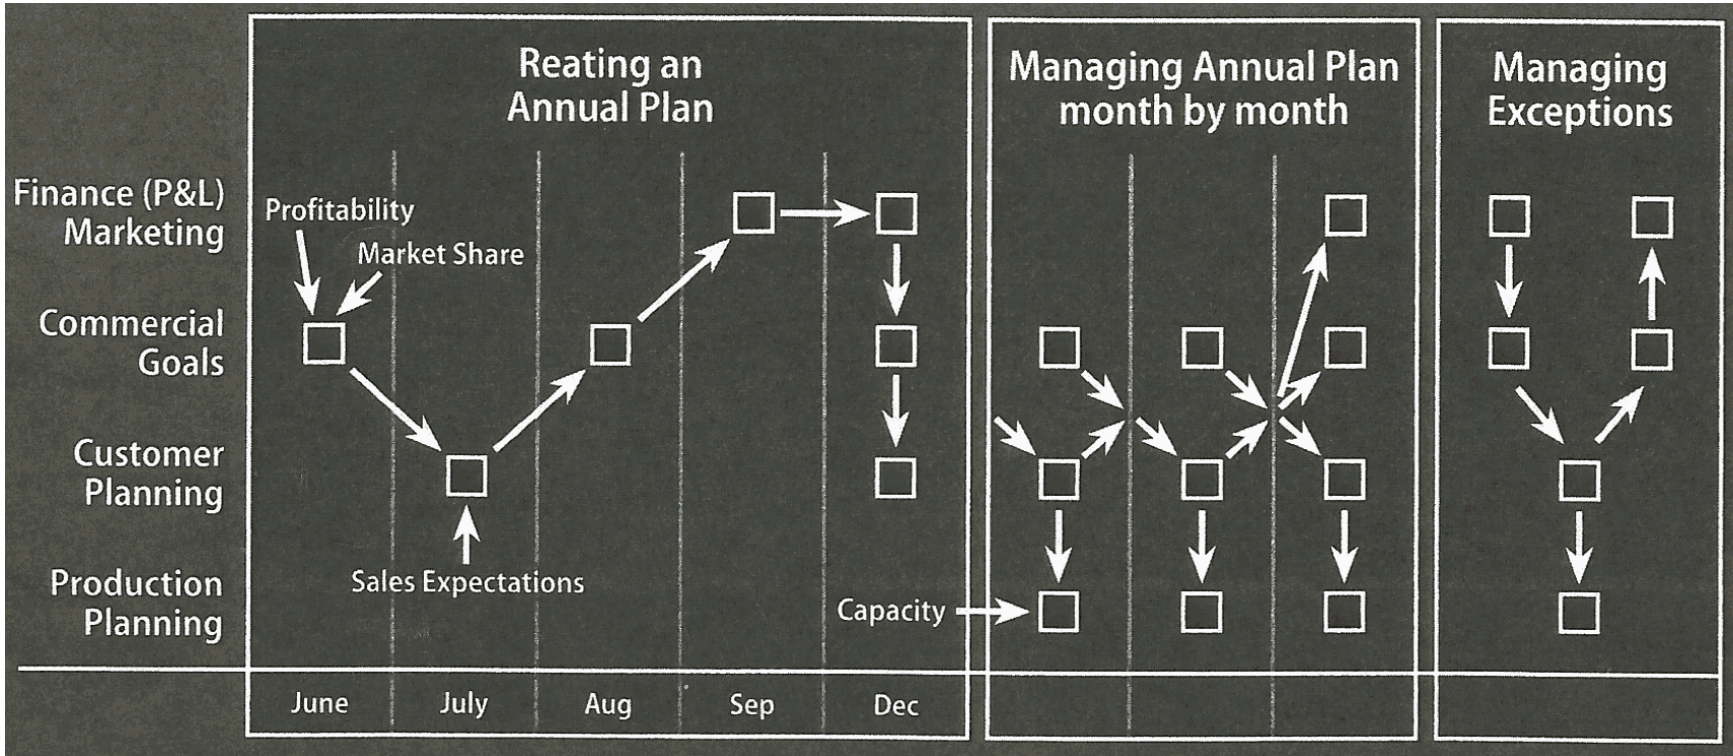 Reating an
Annual Plan
Managing Annual Plan
month by month
Managing
Exceptions
Finance (P&L)
Marketing
Profitability
Market Share
Commercial
Goals
Customer
Planning
Sales Expectations
Production
Planning
Capacity
June
July
Aug
Sep
Dec